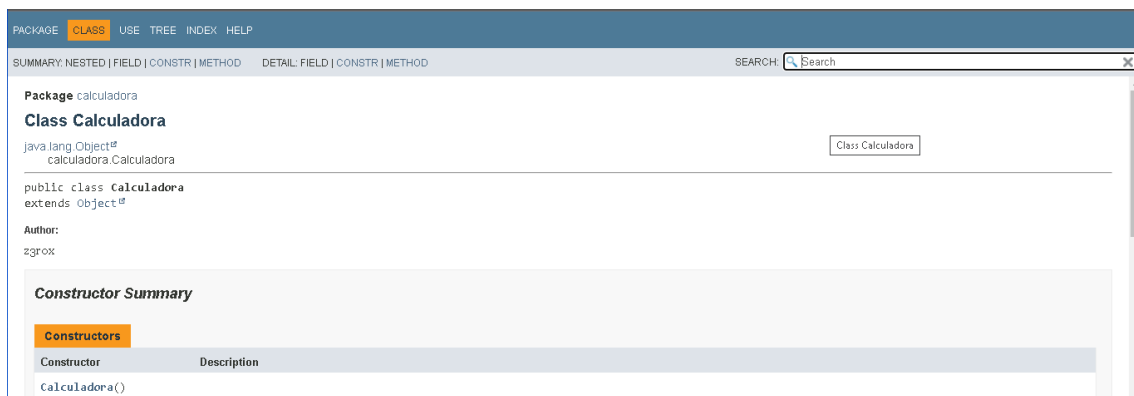 PACKAGE CLASS USE TREE INDEX HELP
SUMMARY: NESTED | FIELD | CONSTR | METHOD DETAIL: FIELD | CONSTR | METHOD SEARCH: Search
Package calculadora
Class Calculadora
java.lang.Object
calculadora.Calculadora
Class Calculadora
public class Calculadora
extends Object
Author:
z3rox
Constructor Summary
Constructors
Constructor Description
Calculadora()